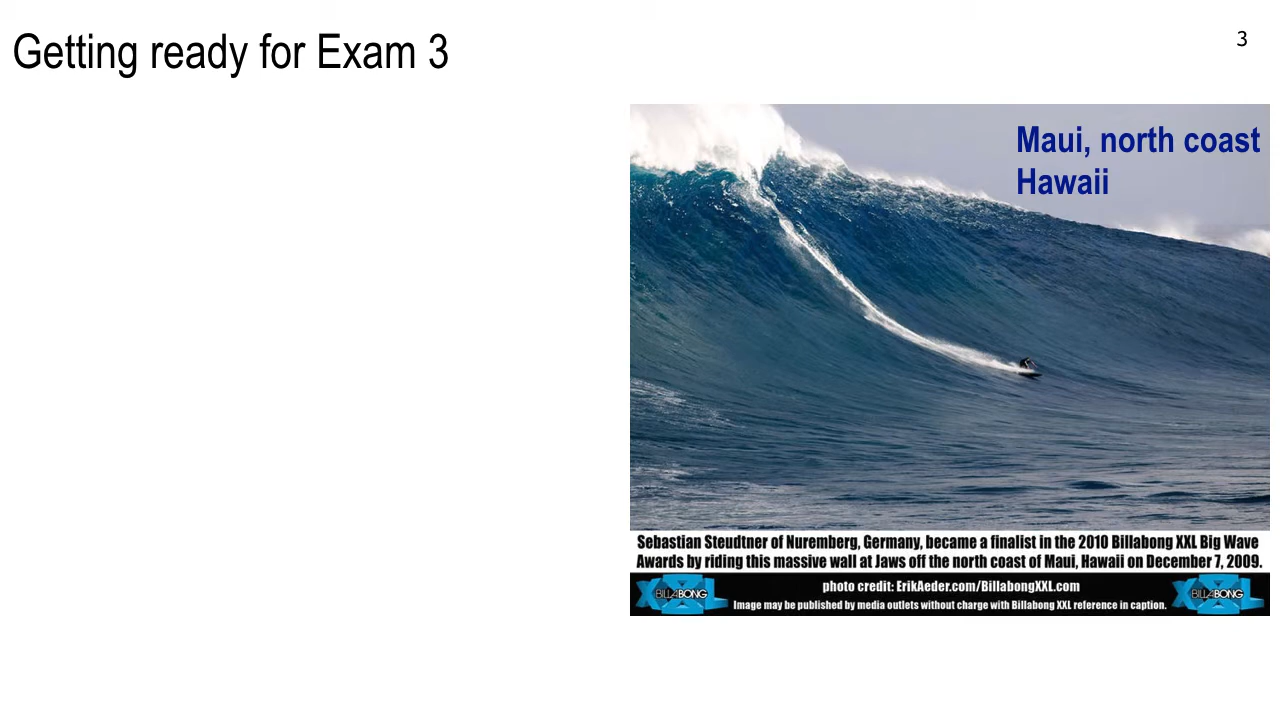 Getting ready for Exam 3
3
Maui, north coast
Hawaii
Sebastian Steudtner of Nuremberg, Germany, became a finalist in the 2010 Billabong XXL Big Wave
Awards by riding this massive wall at Jaws off the north coast of Maui, Hawaii on December 7, 2009.
photo credit: ErikAeder.com/BillabongXXL.com
BILLABONG
BILLABONG
Image may be published by media outlets without charge with Billabong XXL reference in caption.